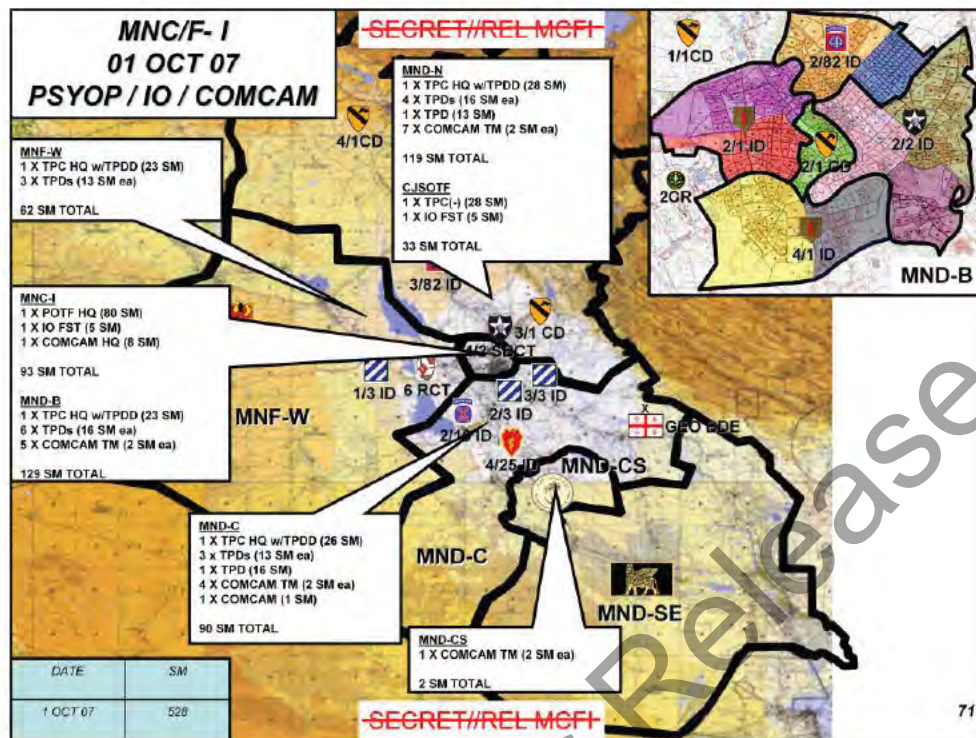 MNC/F- I
01 OCT 07
PSYOP / IO / COMCAM
SECRET//REL MCFI
MND-N
1 X TPC HQ w/TPDD (28 SM)
4 X TPDs (16 SM ea)
1 X TPD (13 SM)
7 X COMCAM TM (2 SM ea)
119 SM TOTAL
CJSOTF
1 X TPC(-) (28 SM)
1 X IO FST (5 SM)
33 SM TOTAL
MNF-W
1 X TPC HQ w/TPDD (23 SM)
3 X TPDs (13 SM ea)
62 SM TOTAL
MNC-I
1 X POTF HQ (80 SM)
1 X IO FST (5 SM)
1 X COMCAM HQ (8 SM)
93 SM TOTAL
MND-B
1 X TPC HQ w/TPDD (23 SM)
6 X TPDs (16 SM ea)
5 X COMCAM TM (2 SM ea)
129 SM TOTAL
MND-C
1 X TPC HQ w/TPDD (26 SM)
3 x TPDs (13 SM ea)
1 X TPD (16 SM)
4 X COMCAM TM (2 SM ea)
1 X COMCAM (1 SM)
90 SM TOTAL
MND-CS
1 X COMCAM TM (2 SM ea)
2 SM TOTAL
4/1CD
3/82 ID
3/1 CD
SBCT
1/3 ID
6 RCT
3/3 ID
2/3 ID
4/25 ID
GEO BDE
MNF-W
MND-CS
MND-C
MND-SE
1/1CD
2/82 ID
2/1 ID
2/1 CD
2/2 ID
2CR
4/1 ID
MND-B
DATE SM
1 OCT 07 528
SECRET//REL MCFI
71
Release